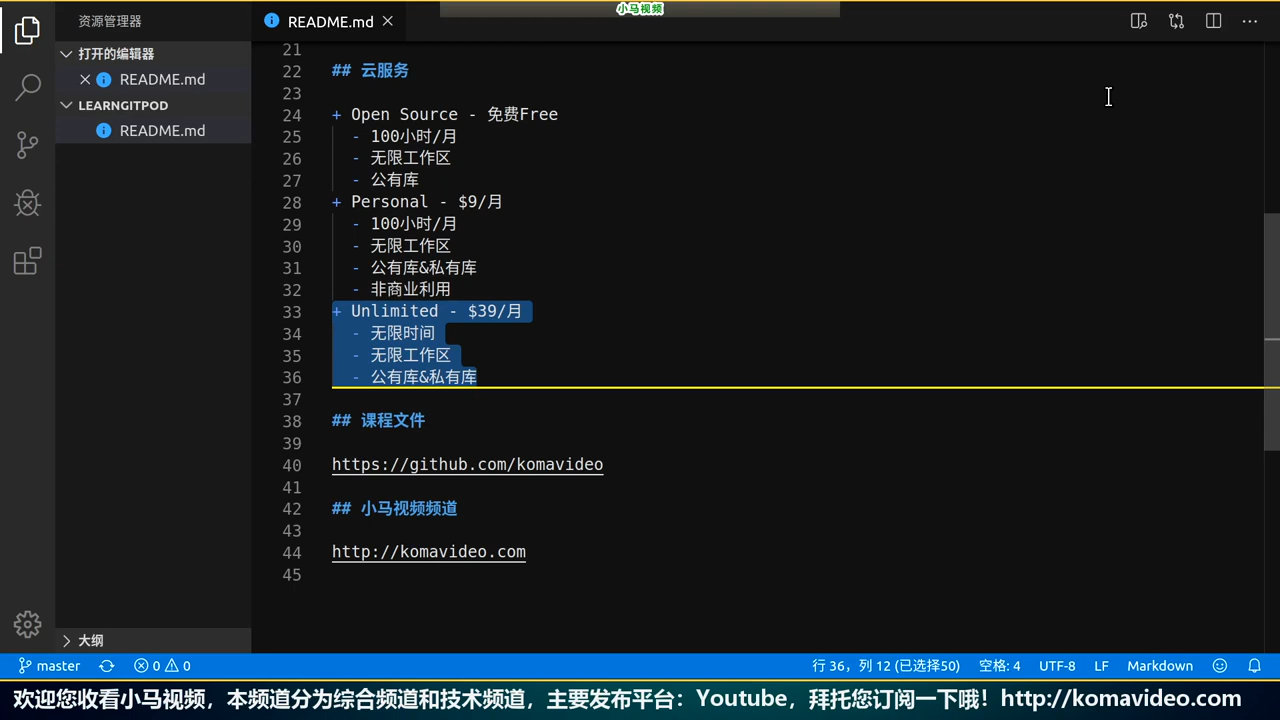 小马视频
资源管理器
README.md
打开的编辑器
README.md
LEARNGITPOD
README.md
21
22 ## 云服务
23
24 + Open Source - 免费Free
25 - 100小时/月
26 - 无限工作区
27 - 公有库
28 + Personal - $9/月
29 - 100小时/月
30 - 无限工作区
31 - 公有库&私有库
32 - 非商业利用
33 + Unlimited - $39/月
34 - 无限时间
35 - 无限工作区
36 - 公有库&私有库
37
38 ## 课程文件
39
40 https://github.com/komavideo
41
42 ## 小马视频频道
43
44 http://komavideo.com
45
大纲
master 0 0 行 36，列 12 (已选择50) 空格: 4 UTF-8 LF Markdown
欢迎您收看小马视频，本频道分为综合频道和技术频道，主要发布平台：Youtube，拜托您订阅一下哦！http://komavideo.com